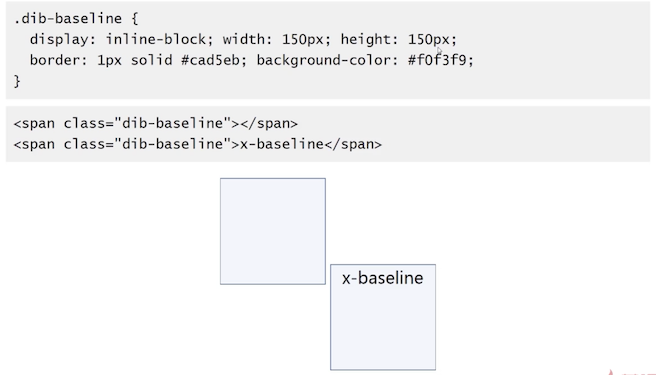 .dib-baseline {
  display: inline-block; width: 150px; height: 150px;
  border: 1px solid #cad5eb; background-color: #f0f3f9;
}
<span class="dib-baseline"></span>
<span class="dib-baseline">x-baseline</span>
x-baseline